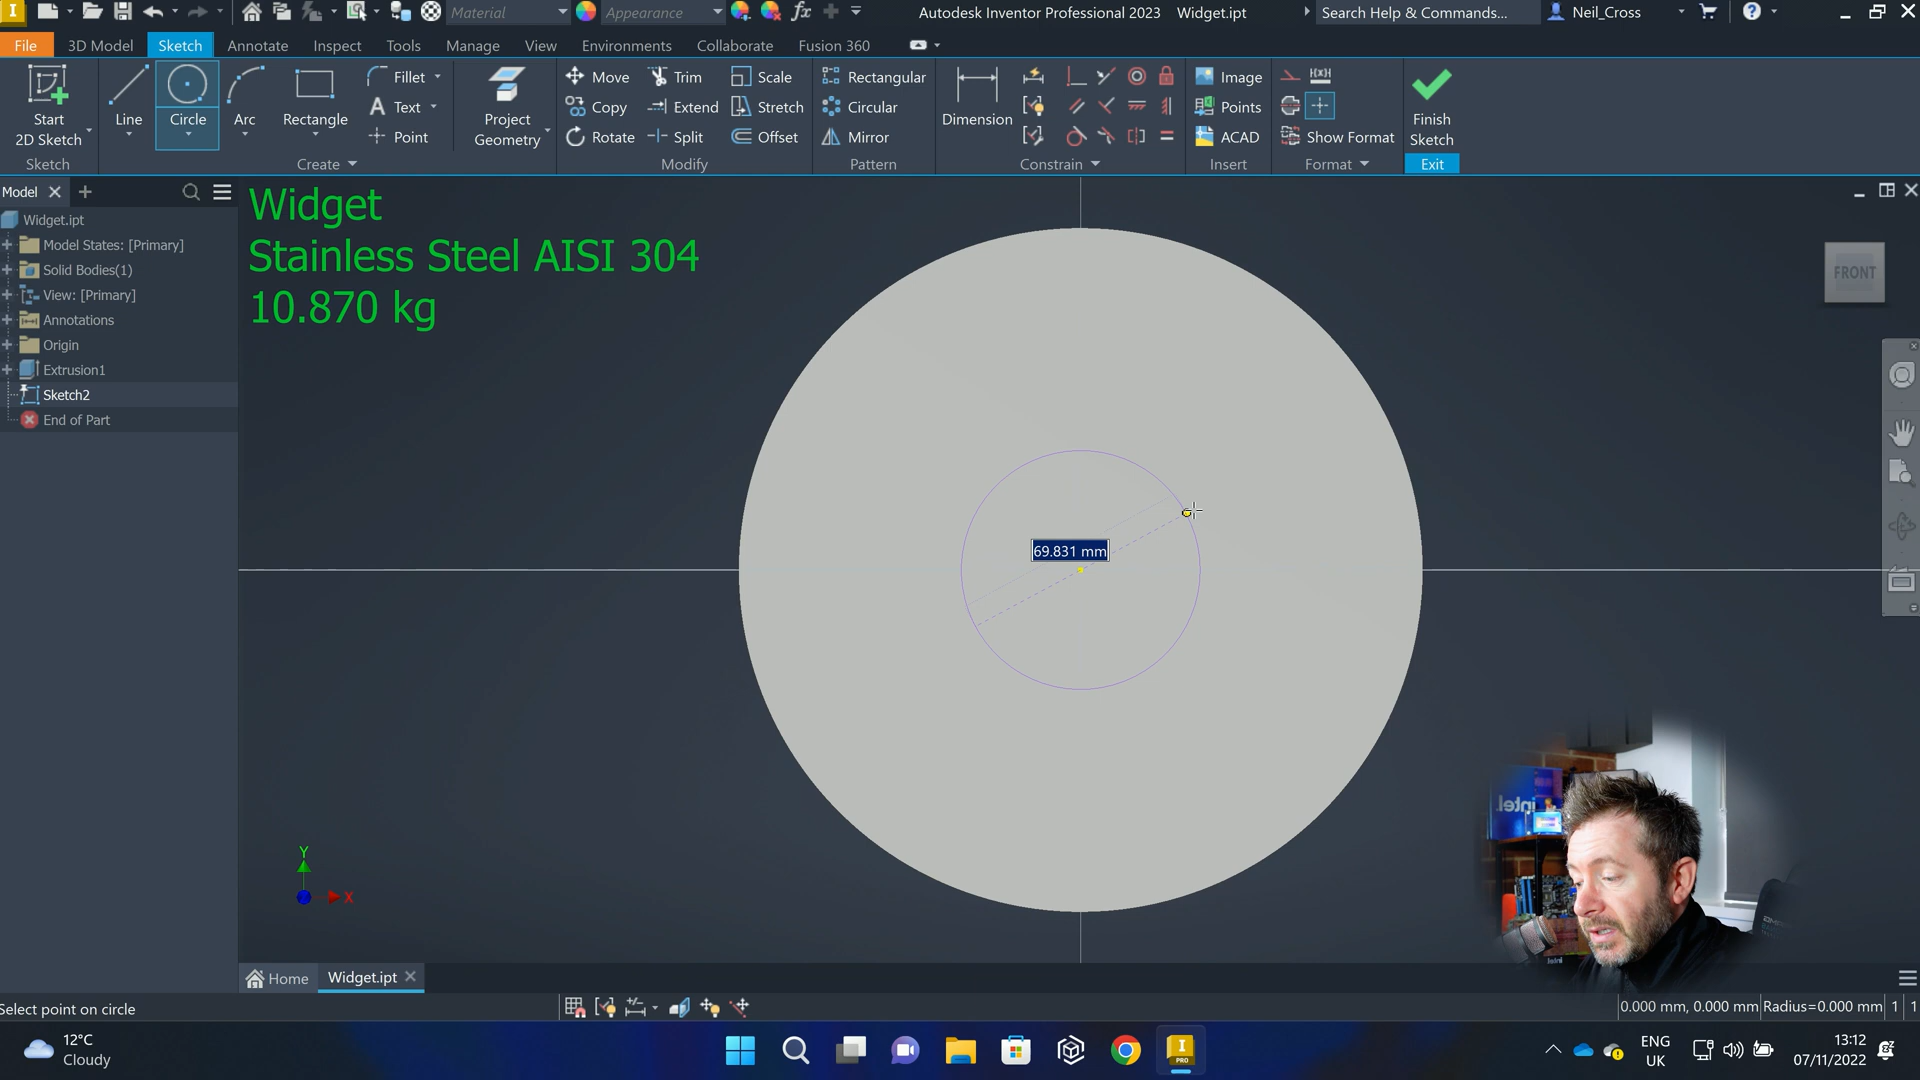 I Material Appearance fx Autodesk Inventor Professional 2023 Widget.ipt Search Help & Commands... Neil_Cross ?
File 3D Model Sketch Annotate Inspect Tools Manage View Environments Collaborate Fusion 360
Start 2D Sketch
Line
Circle
Arc
Rectangle
Fillet
Text
Point
Project Geometry
Move
Copy
Rotate
Trim
Extend
Split
Scale
Stretch
Offset
Rectangular
Circular
Mirror
Dimension
Image
Points
ACAD
Show Format
Finish Sketch
Sketch Create Modify Pattern Constrain Insert Format Exit
Model
Widget.ipt
Model States: [Primary]
Solid Bodies(1)
View: [Primary]
Annotations
Origin
Extrusion1
Sketch2
End of Part
Widget
Stainless Steel AISI 304
10.870 kg
FRONT
69.831 mm
Y
X
intel
intel
Home Widget.ipt
Select point on circle
0.000 mm, 0.000 mm Radius=0.000 mm 1 1
12°C
Cloudy
I PRO
ENG
UK
13:12
07/11/2022